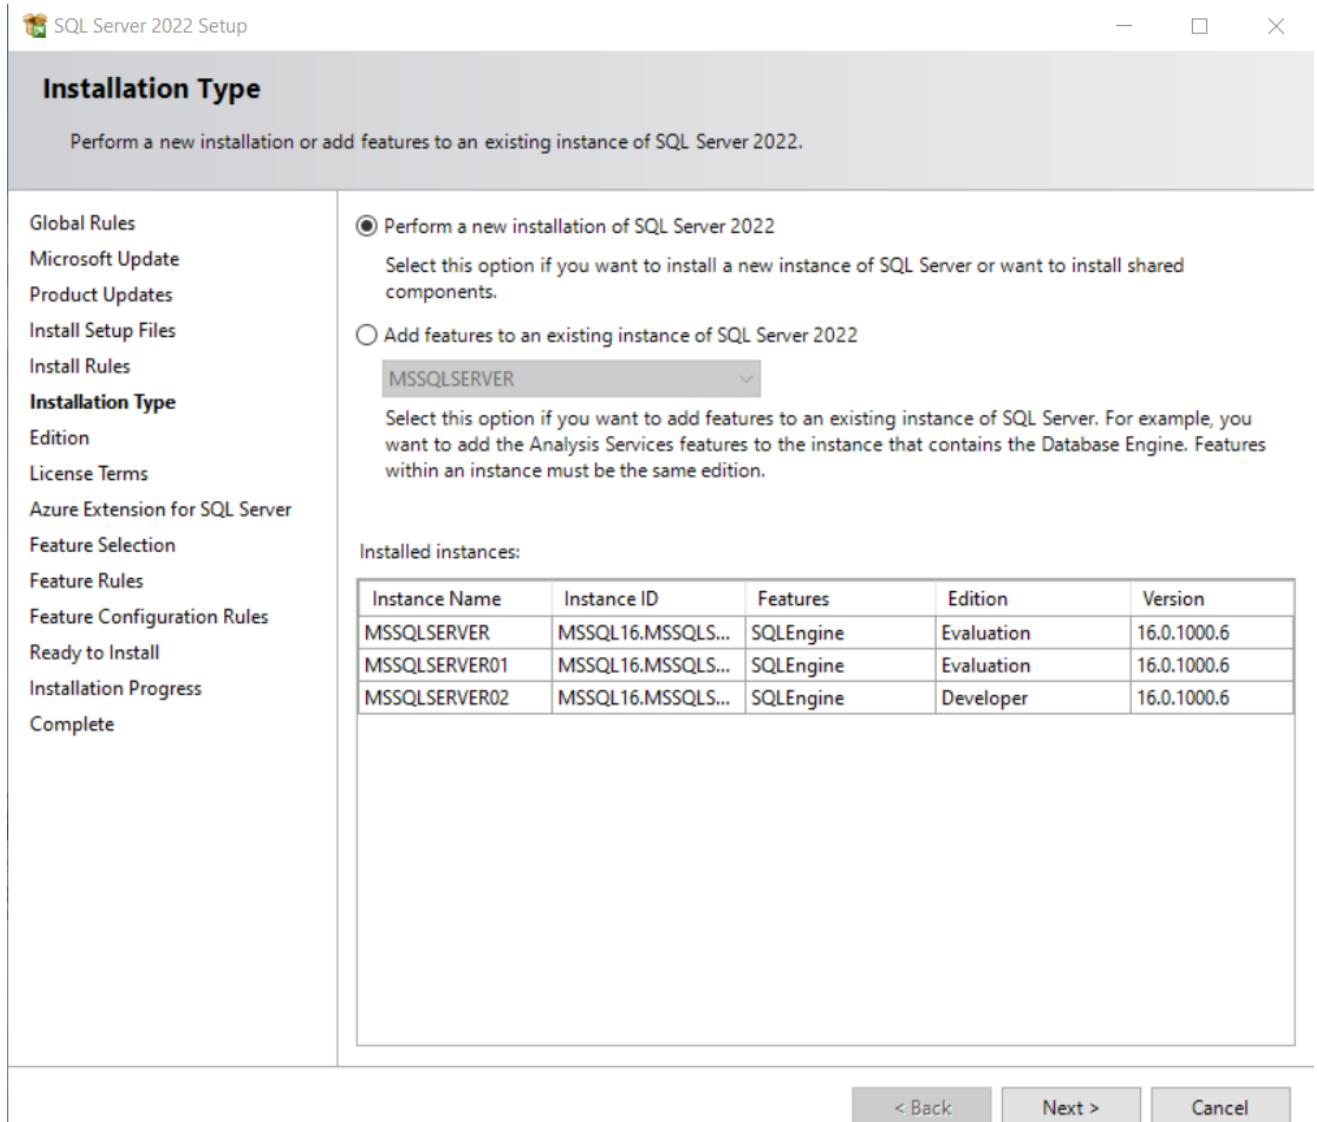 SQL Server 2022 Setup
Installation Type
Perform a new installation or add features to an existing instance of SQL Server 2022.
Global Rules
Microsoft Update
Product Updates
Install Setup Files
Install Rules
Installation Type
Edition
License Terms
Azure Extension for SQL Server
Feature Selection
Feature Rules
Feature Configuration Rules
Ready to Install
Installation Progress
Complete
Perform a new installation of SQL Server 2022
Select this option if you want to install a new instance of SQL Server or want to install shared
components.
Add features to an existing instance of SQL Server 2022
MSSQLSERVER
Select this option if you want to add features to an existing instance of SQL Server. For example, you
want to add the Analysis Services features to the instance that contains the Database Engine. Features
within an instance must be the same edition.
Installed instances:
Instance Name Instance ID Features Edition Version
MSSQLSERVER MSSQL16.MSSQLS... SQLEngine Evaluation 16.0.1000.6
MSSQLSERVER01 MSSQL16.MSSQLS... SQLEngine Evaluation 16.0.1000.6
MSSQLSERVER02 MSSQL16.MSSQLS... SQLEngine Developer 16.0.1000.6
< Back Next > Cancel